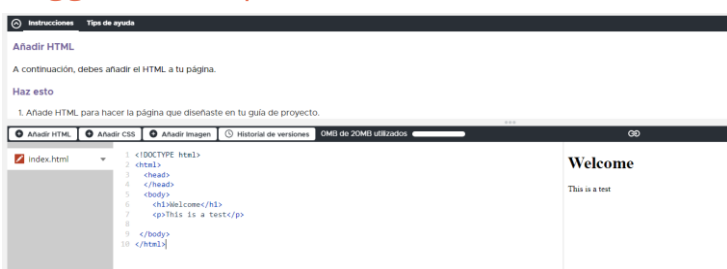 Instrucciones Tips de ayuda
Añadir HTML
A continuación, debes añadir el HTML a tu página.
Haz esto
1. Añade HTML para hacer la página que diseñaste en tu guía de proyecto.
Añadir HTML Añadir CSS Añadir Imagen Historial de versiones 0MB de 20MB utilizados
index.html
1 <!DOCTYPE html>
2 <html>
3 <head>
4 </head>
5 <body>
6 <h1>Welcome</h1>
7 <p>This is a test</p>
8
9 </body>
10 </html>
Welcome
This is a test